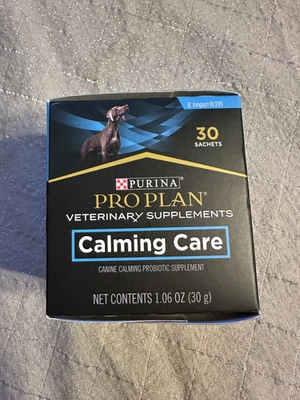 B. longum BL999
30
SACHETS
PURINA
PRO PLAN®
VETERINARY SUPPLEMENTS
Calming Care
CANINE CALMING PROBIOTIC SUPPLEMENT
NET CONTENTS 1.06 OZ (30 g)